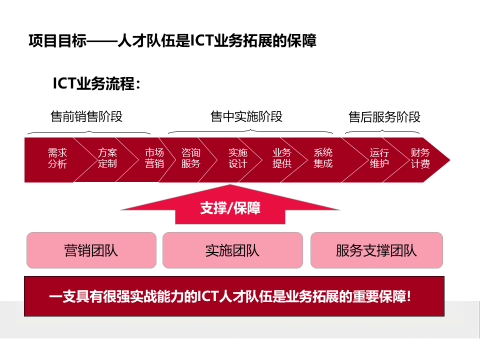 项目目标——人才队伍是ICT业务拓展的保障
ICT业务流程：
售前销售阶段 售中实施阶段 售后服务阶段
需求分析 方案定制 市场营销 咨询服务 实施设计 业务提供 系统集成 运行维护 财务计费
支撑/保障
营销团队 实施团队 服务支撑团队
一支具有很强实战能力的ICT人才队伍是业务拓展的重要保障！